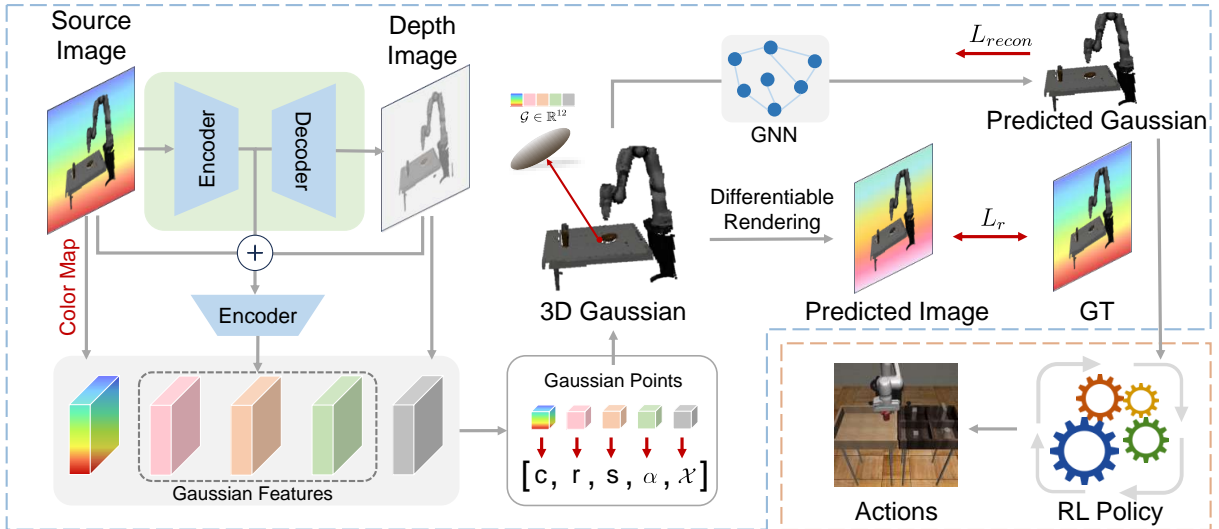 Source
Image
Depth
Image
Encoder
Decoder
+
Color Map
Encoder
Gaussian Features
Gaussian Points
[c, r, s, α, 𝒳]
𝒢 ∈ ℝ¹²
3D Gaussian
GNN
L_recon
Predicted Gaussian
Differentiable
Rendering
L_r
Predicted Image
GT
Actions
RL Policy